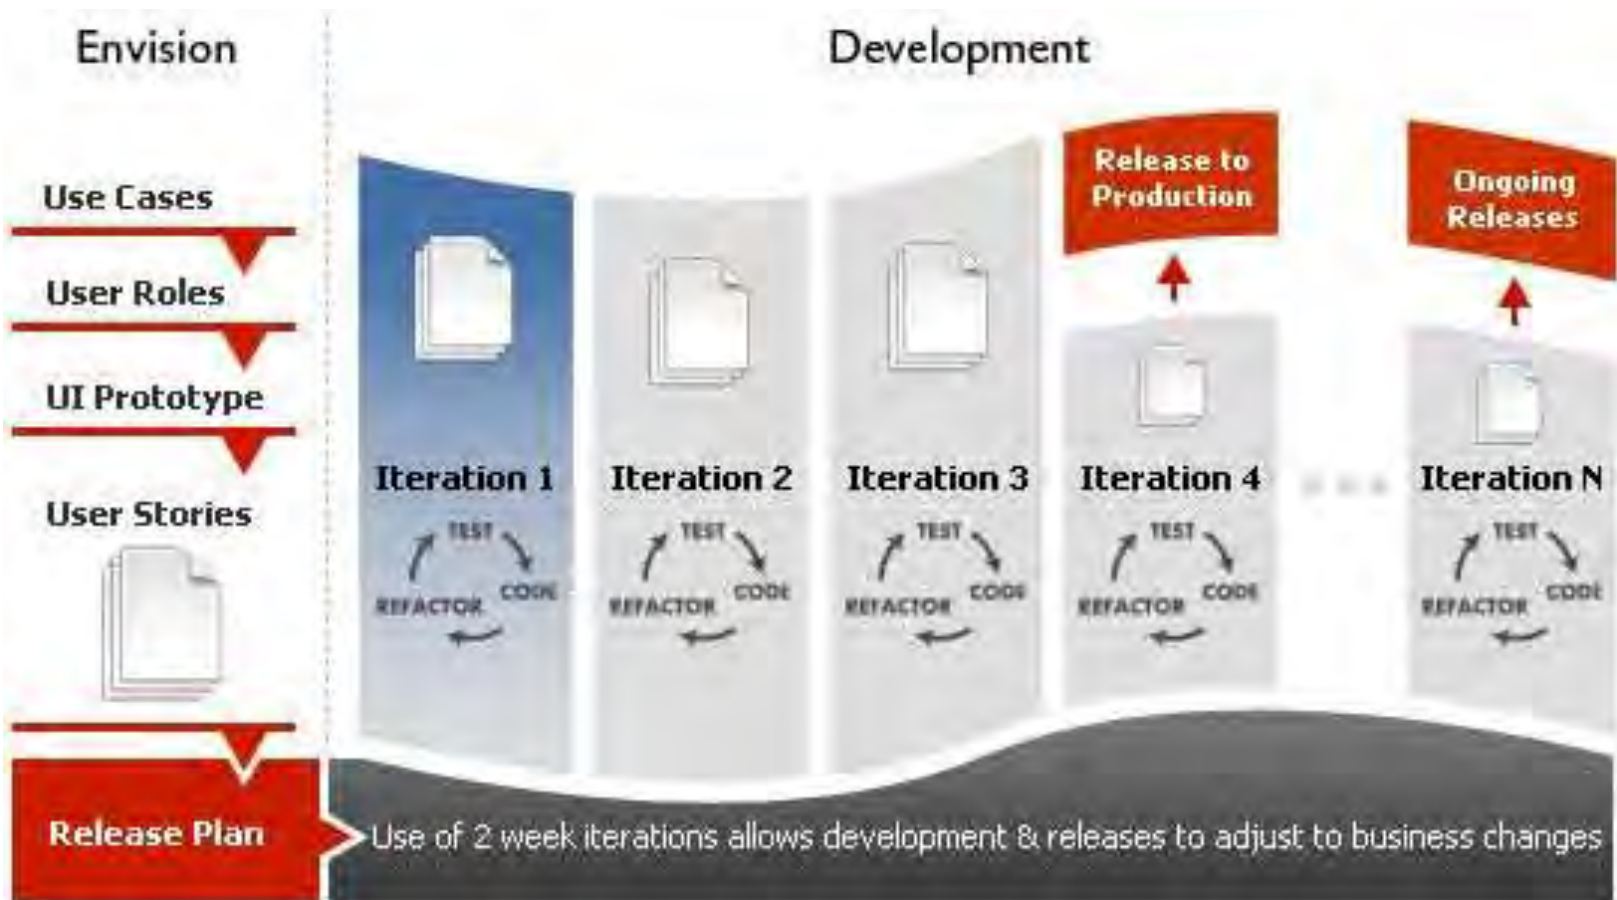 Envision
Development
Use Cases
User Roles
UI Prototype
User Stories
Release Plan
Release to
Production
Ongoing
Releases
Iteration 1
Iteration 2
Iteration 3
Iteration 4
...
Iteration N
TEST
CODE
REFACTOR
TEST
CODE
REFACTOR
TEST
CODE
REFACTOR
TEST
CODE
REFACTOR
TEST
CODE
REFACTOR
Use of 2 week iterations allows development & releases to adjust to business changes